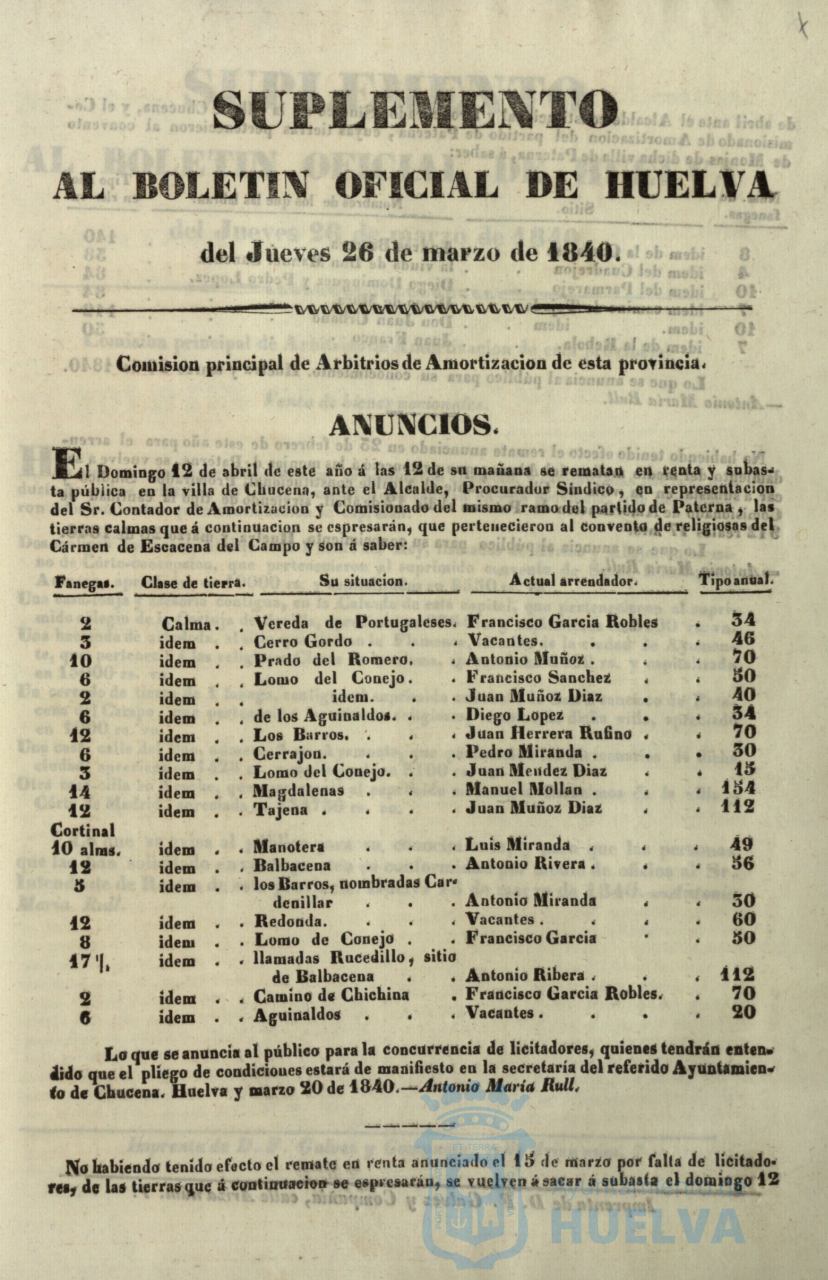 SUPLEMENTO
AL BOLETIN OFICIAL DE HUELVA
del Jueves 26 de marzo de 1840.
Comision principal de Arbitrios de Amortizacion de esta provincia.
ANUNCIOS.
El Domingo 12 de abril de este año á las 12 de su mañana se rematan en renta y subas-
ta pública en la villa de Chucena, ante el Alcalde, Procurador Sindico, en representacion
del Sr. Contador de Amortizacion y Comisionado del mismo ramo del partido de Paterna, las
tierras calmas que á continuacion se espresarán, que pertenecieron al convento de religiosas del
Cármen de Escacena del Campo y son á saber:
Fanegas. Clase de tierra. Su situacion. Actual arrendador. Tipo anual.
2 Calma. . Vereda de Portugaleses. Francisco Garcia Robles . 34
3 idem . . Cerro Gordo . . . Vacantes. . . . 46
10 idem . . Prado del Romero. . Antonio Muñoz . . . 70
6 idem . . Lomo del Conejo. . Francisco Sanchez . . 50
2 idem . . idem. . . Juan Muñoz Diaz . . 40
6 idem . . de los Aguinaldos. . . Diego Lopez . . . 34
12 idem . . Los Barros. . . . Juan Herrera Rufino . . 70
6 idem . . Cerrajon. . . . Pedro Miranda . . . 30
3 idem . . Lomo del Conejo. . . Juan Mendez Diaz . . 15
14 idem . . Magdalenas . . . Manuel Mollan . . . 154
12 idem . . Tajena . . . . Juan Muñoz Diaz . . 112
Cortinal
10 alms. idem . . Manotera . . . Luis Miranda . . . 49
12 idem . . Balbacena . . . Antonio Rivera . . . 56
5 idem . . los Barros, nombradas Car-
denillar . . . Antonio Miranda . . 30
12 idem . . Redonda. . . . Vacantes . . . . 60
8 idem . . Lomo de Conejo . . Francisco Garcia . . 50
17 idem . . llamadas Rucedillo, sitio
de Balbacena . . Antonio Ribera . . . 112
2 idem . . Camino de Chichina . Francisco Garcia Robles. . 70
6 idem . . Aguinaldos . . . Vacantes . . . . 20
Lo que se anuncia al público para la concurrencia de licitadores, quienes tendrán enten-
dido que el pliego de condiciones estará de manifiesto en la secretaría del referido Ayuntamien-
to de Chucena. Huelva y marzo 20 de 1840.—Antonio María Rull.
No habiendo tenido efecto el remate en renta anunciado el 15 de marzo por falta de licitado-
res, de las tierras que á continuacion se espresarán, se vuelven á sacar á subasta el domingo 12
HUELVA